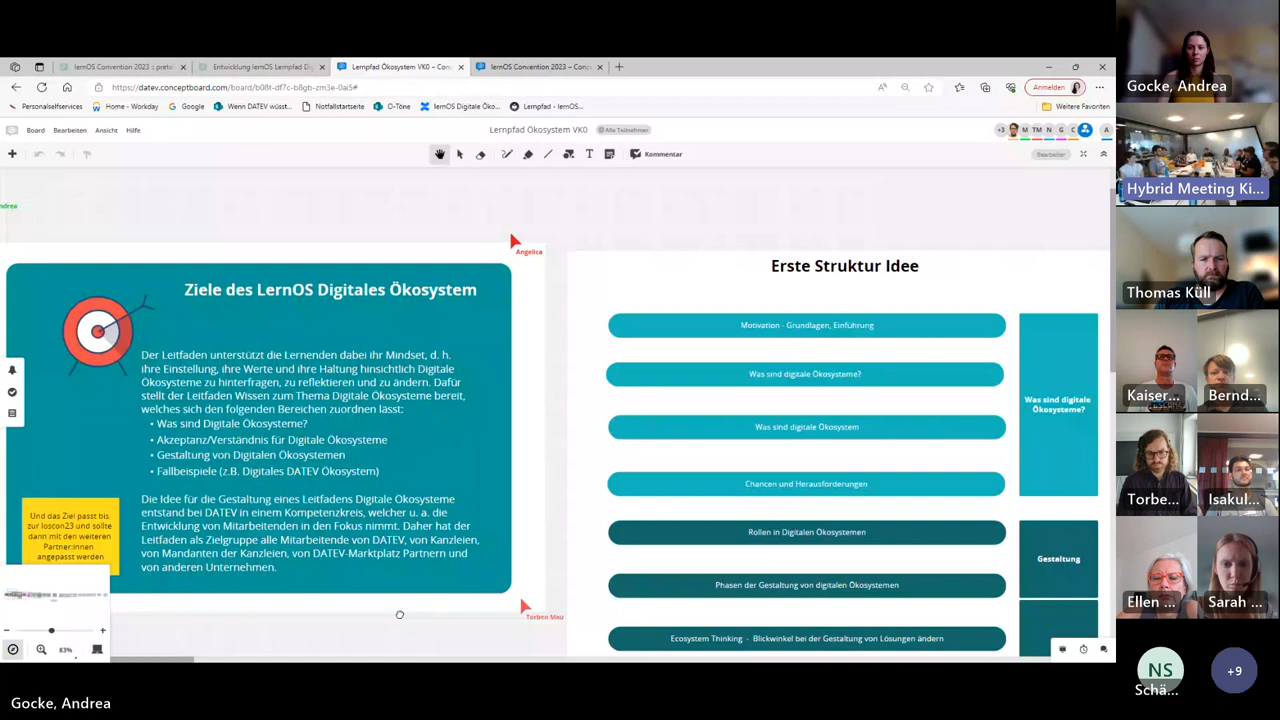 lernOS Convention 2023 :: pretal
Entwicklung lernOS Lempfad Dig
Lempfad Ökosystem VK0 – Con
lernOS Convention 2023 – Conc
https://datev.conceptboard.com/board/b08t-df7c-b8gb-zm3e-0ai5#
Anmelden
Personalselfservices
Home - Workday
Google
Wenn DATEV wüsst...
Notfallstartseite
O-Töne
lernOS Digitale Öko...
Lernpfad - lernOS...
Weitere Favoriten
Board
Bearbeiten
Ansicht
Hilfe
Lernpfad Ökosystem VK0
Alle Teilnehmer
+3
M
TM
N
G
C
A
Kommentar
Bearbeiter
ndrea
Angelica
Ziele des LernOS Digitales Ökosystem
Der Leitfaden unterstützt die Lernenden dabei ihr Mindset, d. h.
ihre Einstellung, ihre Werte und ihre Haltung hinsichtlich Digitale
Ökosysteme zu hinterfragen, zu reflektieren und zu ändern. Dafür
stellt der Leitfaden Wissen zum Thema Digitale Ökosysteme bereit,
welches sich den folgenden Bereichen zuordnen lässt:
• Was sind Digitale Ökosysteme?
• Akzeptanz/Verständnis für Digitale Ökosysteme
• Gestaltung von Digitalen Ökosystemen
• Fallbeispiele (z.B. Digitales DATEV Ökosystem)
Die Idee für die Gestaltung eines Leitfadens Digitale Ökosysteme
entstand bei DATEV in einem Kompetenzkreis, welcher u. a. die
Entwicklung von Mitarbeitenden in den Fokus nimmt. Daher hat der
Leitfaden als Zielgruppe alle Mitarbeitende von DATEV, von Kanzleien,
von Mandanten der Kanzleien, von DATEV-Marktplatz Partnern und
von anderen Unternehmen.
Und das Ziel passt bis
zur loscon23 und sollte
dann mit den weiteren
Partner:innen
angepasst werden
Torben Mau
83%
Erste Struktur Idee
Motivation - Grundlagen, Einführung
Was sind digitale Ökosysteme?
Was sind digitale Ökosystem
Chancen und Herausforderungen
Rollen in Digitalen Ökosystemen
Phasen der Gestaltung von digitalen Ökosystemen
Ecosystem Thinking - Blickwinkel bei der Gestaltung von Lösungen ändern
Was sind digitale
Ökosysteme?
Gestaltung
Gocke, Andrea
Hybrid Meeting Ki...
Thomas Küll
Kaiser...
Bernd...
Torbe...
Isakul...
Ellen ...
Sarah ...
NS
Schä...
+9
Gocke, Andrea